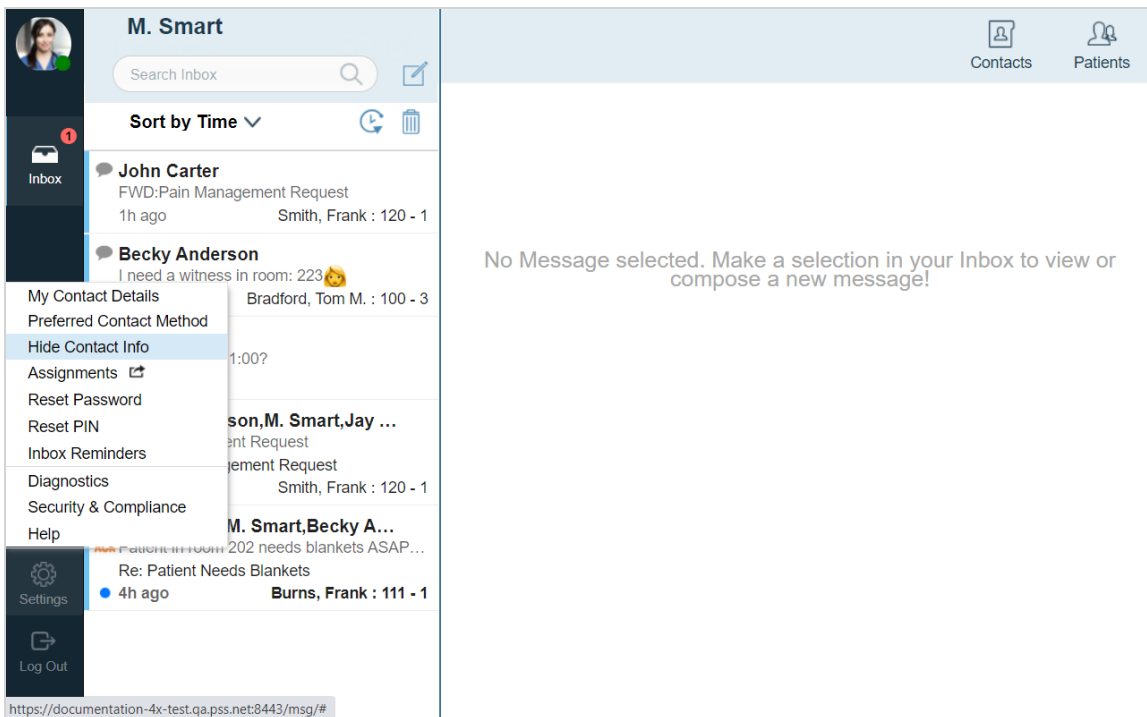 M. Smart
Search Inbox
Contacts
Patients
Sort by Time
1
Inbox
John Carter
FWD:Pain Management Request
1h ago
Smith, Frank : 120 - 1
Becky Anderson
I need a witness in room: 223
Bradford, Tom M. : 100 - 3
1:00?
son,M. Smart,Jay ...
ent Request
ement Request
Smith, Frank : 120 - 1
M. Smart,Becky A...
Patient in room 202 needs blankets ASAP...
Re: Patient Needs Blankets
4h ago
Burns, Frank : 111 - 1
No Message selected. Make a selection in your Inbox to view or
compose a new message!
My Contact Details
Preferred Contact Method
Hide Contact Info
Assignments
Reset Password
Reset PIN
Inbox Reminders
Diagnostics
Security & Compliance
Help
Settings
Log Out
https://documentation-4x-test.qa.pss.net:8443/msg/#